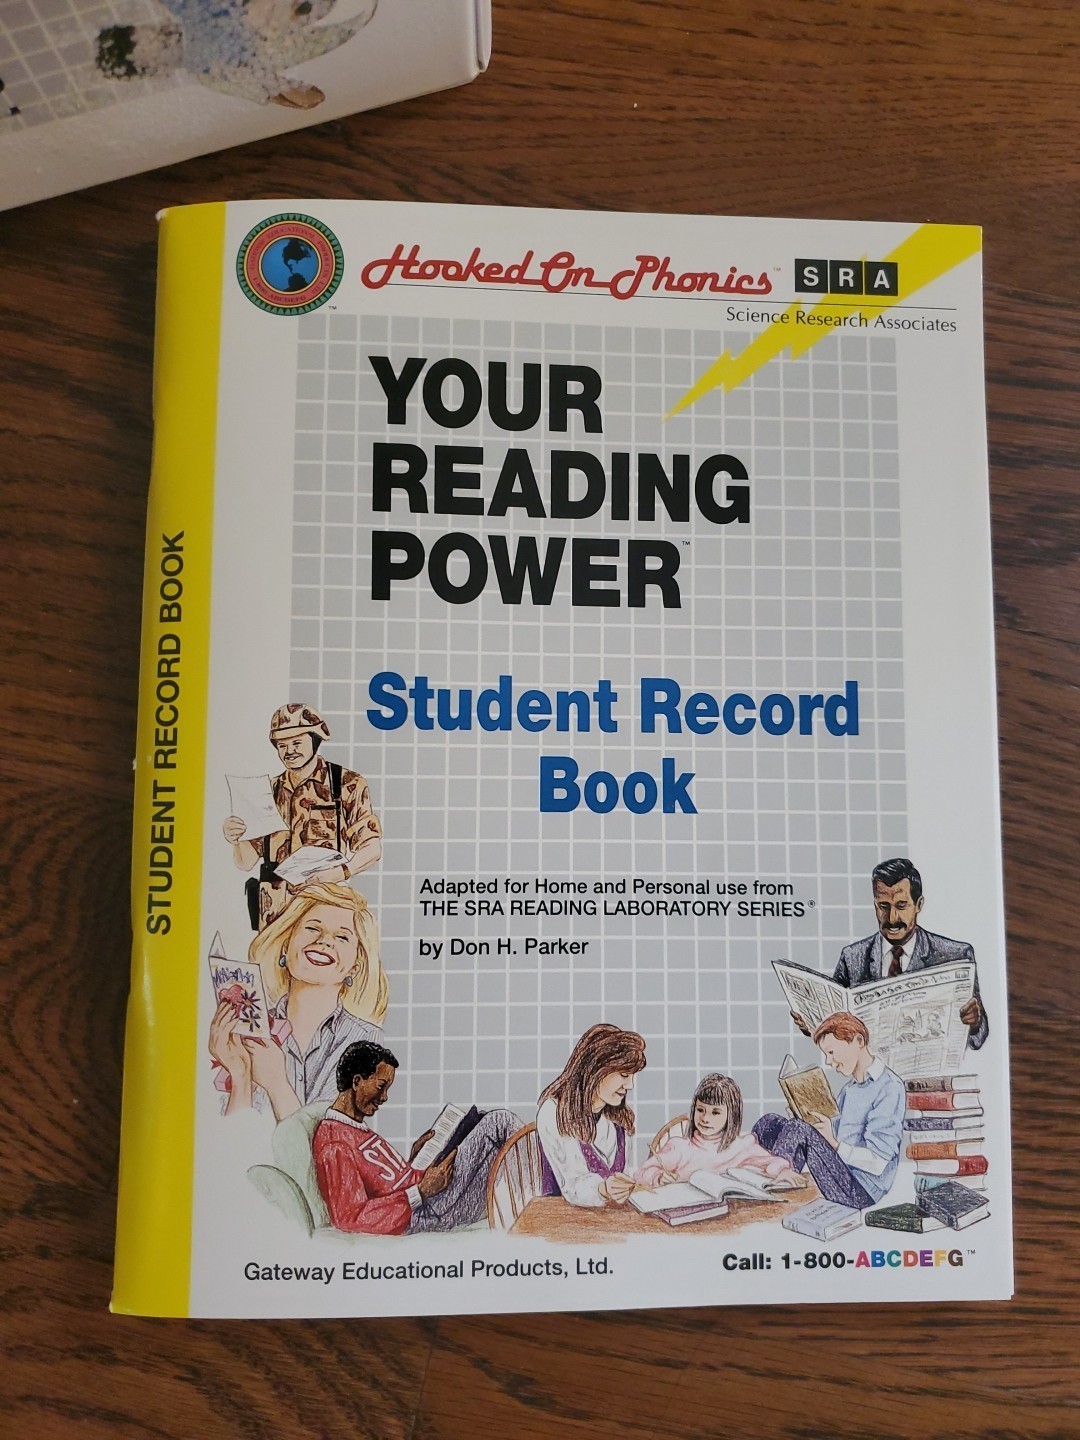 Hooked On Phonics™ SRA
Science Research Associates
YOUR
READING
POWER™
Student Record
Book
Adapted for Home and Personal use from
THE SRA READING LABORATORY SERIES®
by Don H. Parker
Gateway Educational Products, Ltd.
Call: 1-800-ABCDEFG™
STUDENT RECORD BOOK